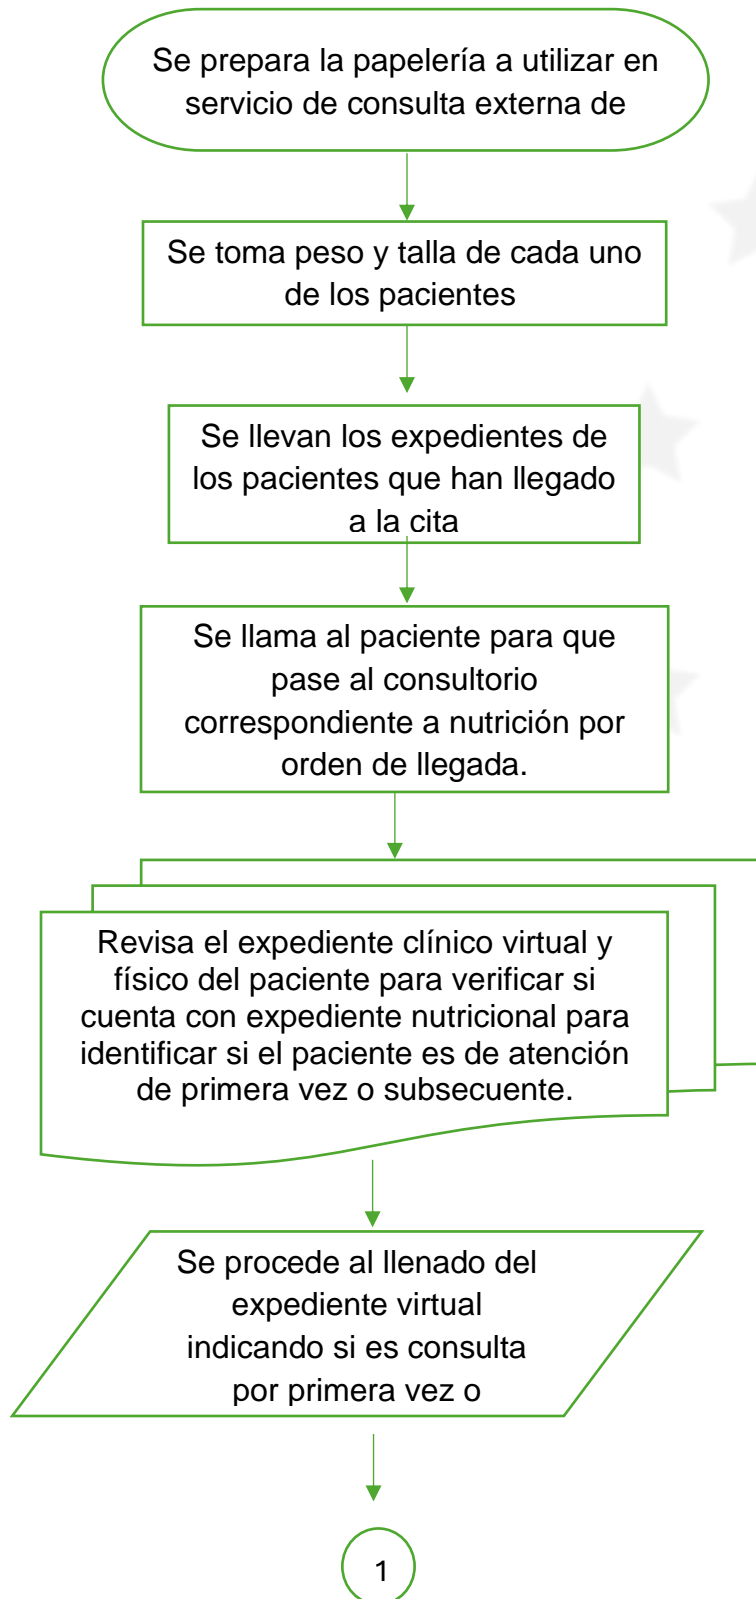 Se prepara la papelería a utilizar en
servicio de consulta externa de
Se toma peso y talla de cada uno
de los pacientes
Se llevan los expedientes de
los pacientes que han llegado
a la cita
Se llama al paciente para que
pase al consultorio
correspondiente a nutrición por
orden de llegada.
Revisa el expediente clínico virtual y
físico del paciente para verificar si
cuenta con expediente nutricional para
identificar si el paciente es de atención
de primera vez o subsecuente.
Se procede al llenado del
expediente virtual
indicando si es consulta
por primera vez o
1